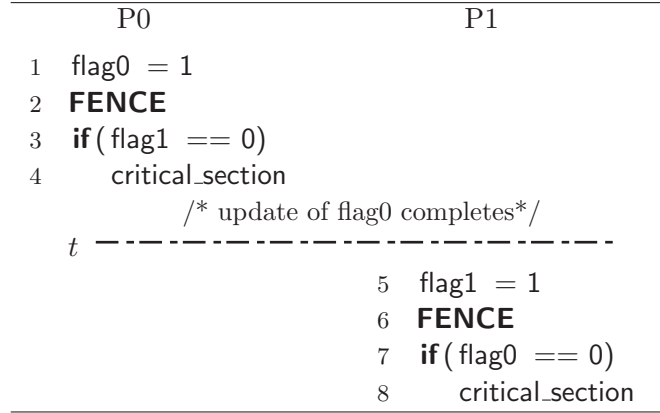 P0 P1
1 flag0 = 1
2 FENCE
3 if ( flag1 == 0)
4 critical_section
/* update of flag0 completes*/
t
5 flag1 = 1
6 FENCE
7 if ( flag0 == 0)
8 critical_section